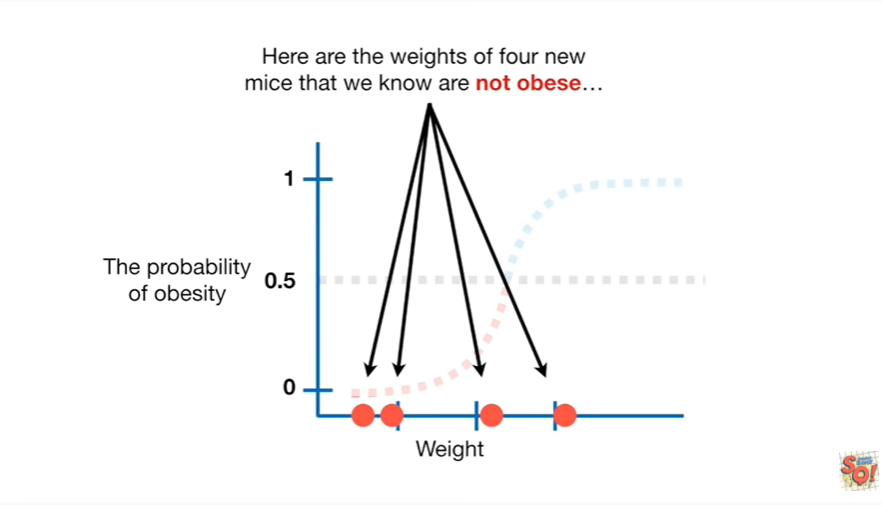 Here are the weights of four new
mice that we know are not obese...
1
The probability
of obesity
0.5
0
Weight
SQ!